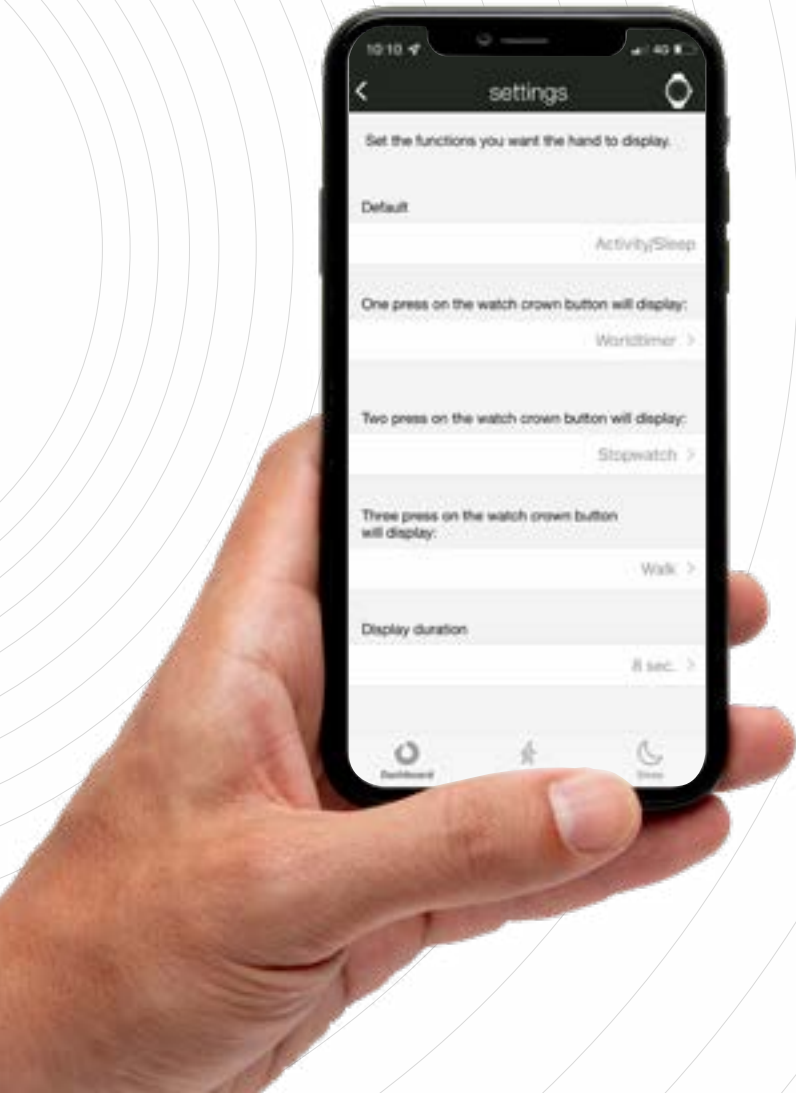 10:10
4G
settings
Set the functions you want the hand to display.
Default
Activity/Sleep
One press on the watch crown button will display:
Worldtimer >
Two press on the watch crown button will display:
Stopwatch >
Three press on the watch crown button
will display:
Walk >
Display duration
8 sec. >
Dashboard
Sleep